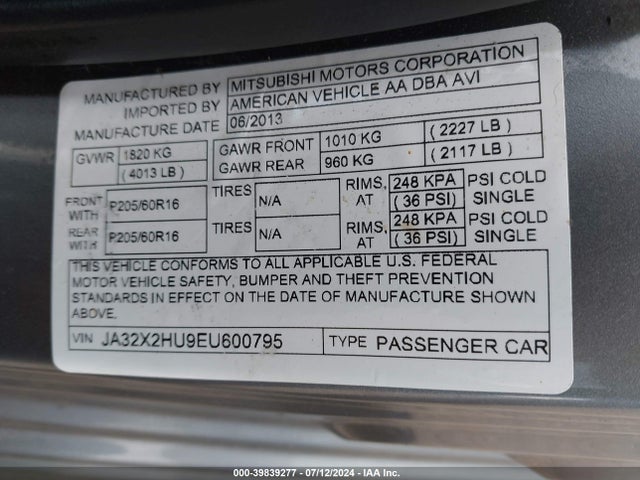 MANUFACTURED BY MITSUBISHI MOTORS CORPORATION
IMPORTED BY AMERICAN VEHICLE AA DBA AVI
MANUFACTURE DATE 06/2013
GVWR 1820 KG GAWR FRONT 1010 KG ( 2227 LB )
( 4013 LB ) GAWR REAR 960 KG ( 2117 LB )
FRONT WITH P205/60R16 TIRES N/A RIMS, AT 248 KPA ( 36 PSI) PSI COLD SINGLE
REAR WITH P205/60R16 TIRES N/A RIMS, AT 248 KPA ( 36 PSI) PSI COLD SINGLE
THIS VEHICLE CONFORMS TO ALL APPLICABLE U.S. FEDERAL
MOTOR VEHICLE SAFETY, BUMPER AND THEFT PREVENTION
STANDARDS IN EFFECT ON THE DATE OF MANUFACTURE SHOWN
ABOVE.
VIN JA32X2HU9EU600795 TYPE PASSENGER CAR
000-39839277 - 07/12/2024 - IAA Inc.